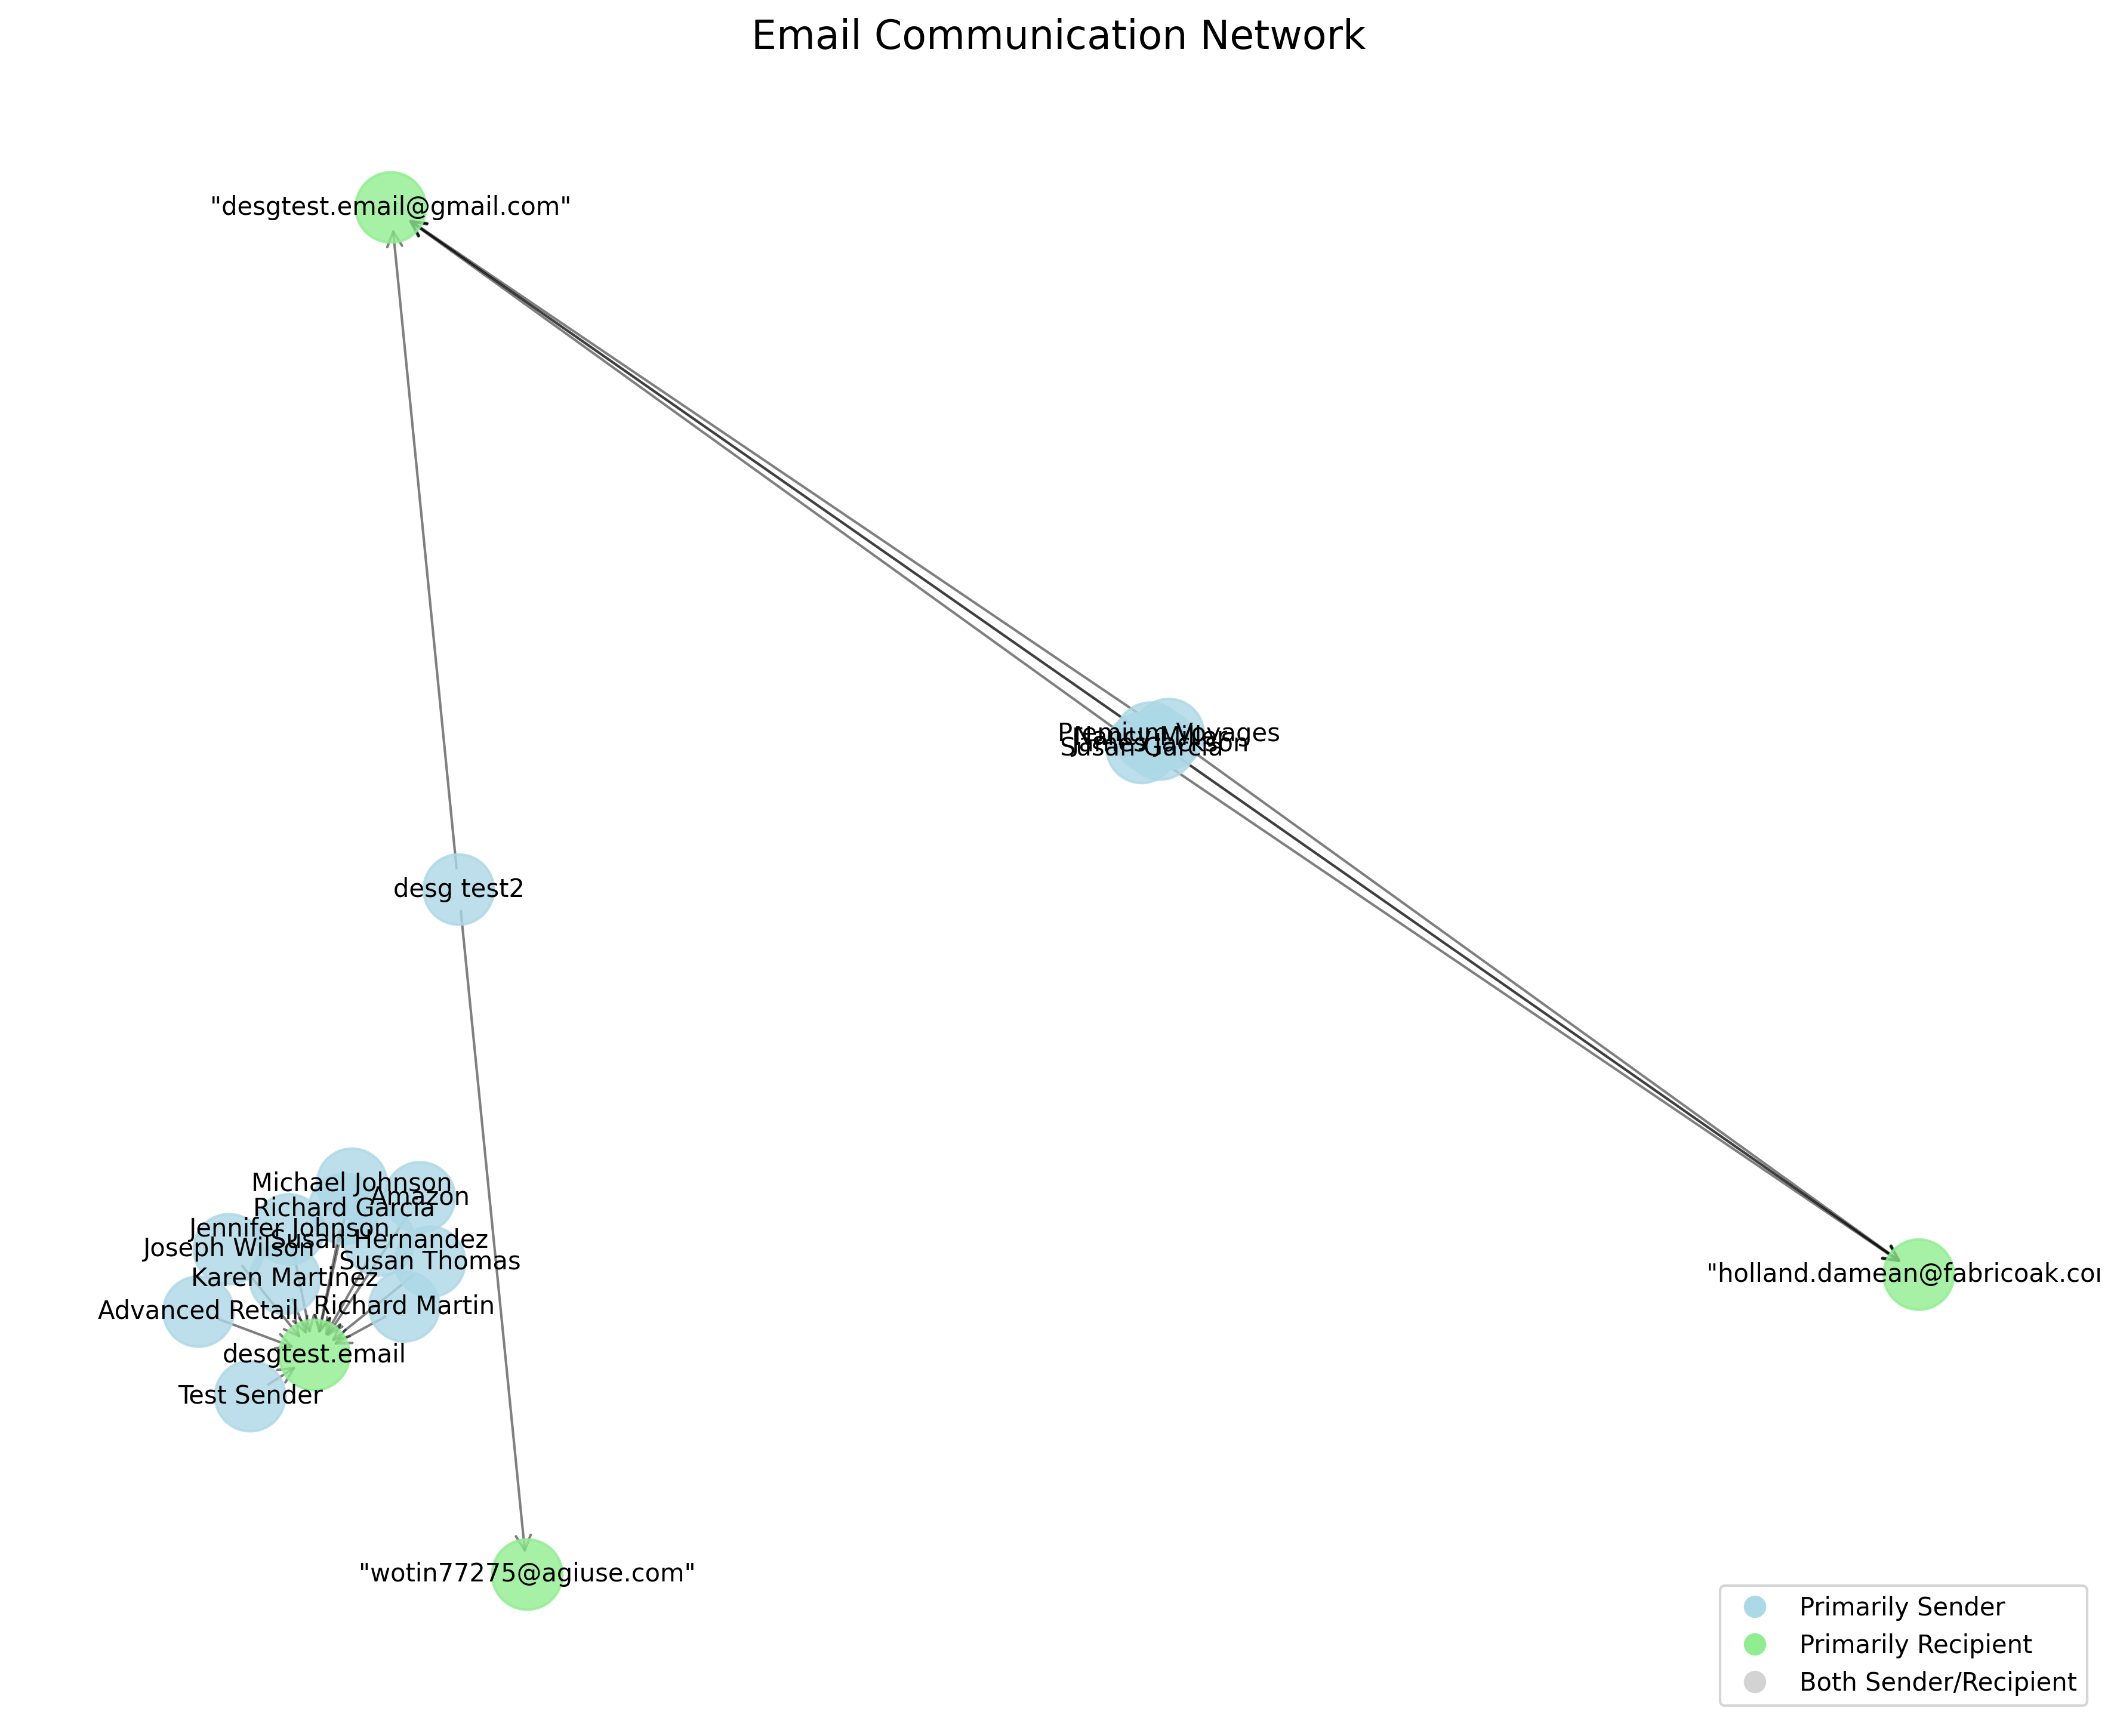 Email Communication Network
"desgtest.email@gmail.com"
Premium Voyages
Susan Garcia
desg test2
Michael Johnson
Amazon
Richard Garcia
Jennifer Johnson
Susan Hernandez
Joseph Wilson
Susan Thomas
Karen Martinez
"holland.damean@fabricoak.co
Advanced Retail
Richard Martin
desgtest.email
Test Sender
"wotin77275@agiuse.com"
Primarily Sender
Primarily Recipient
Both Sender/Recipient